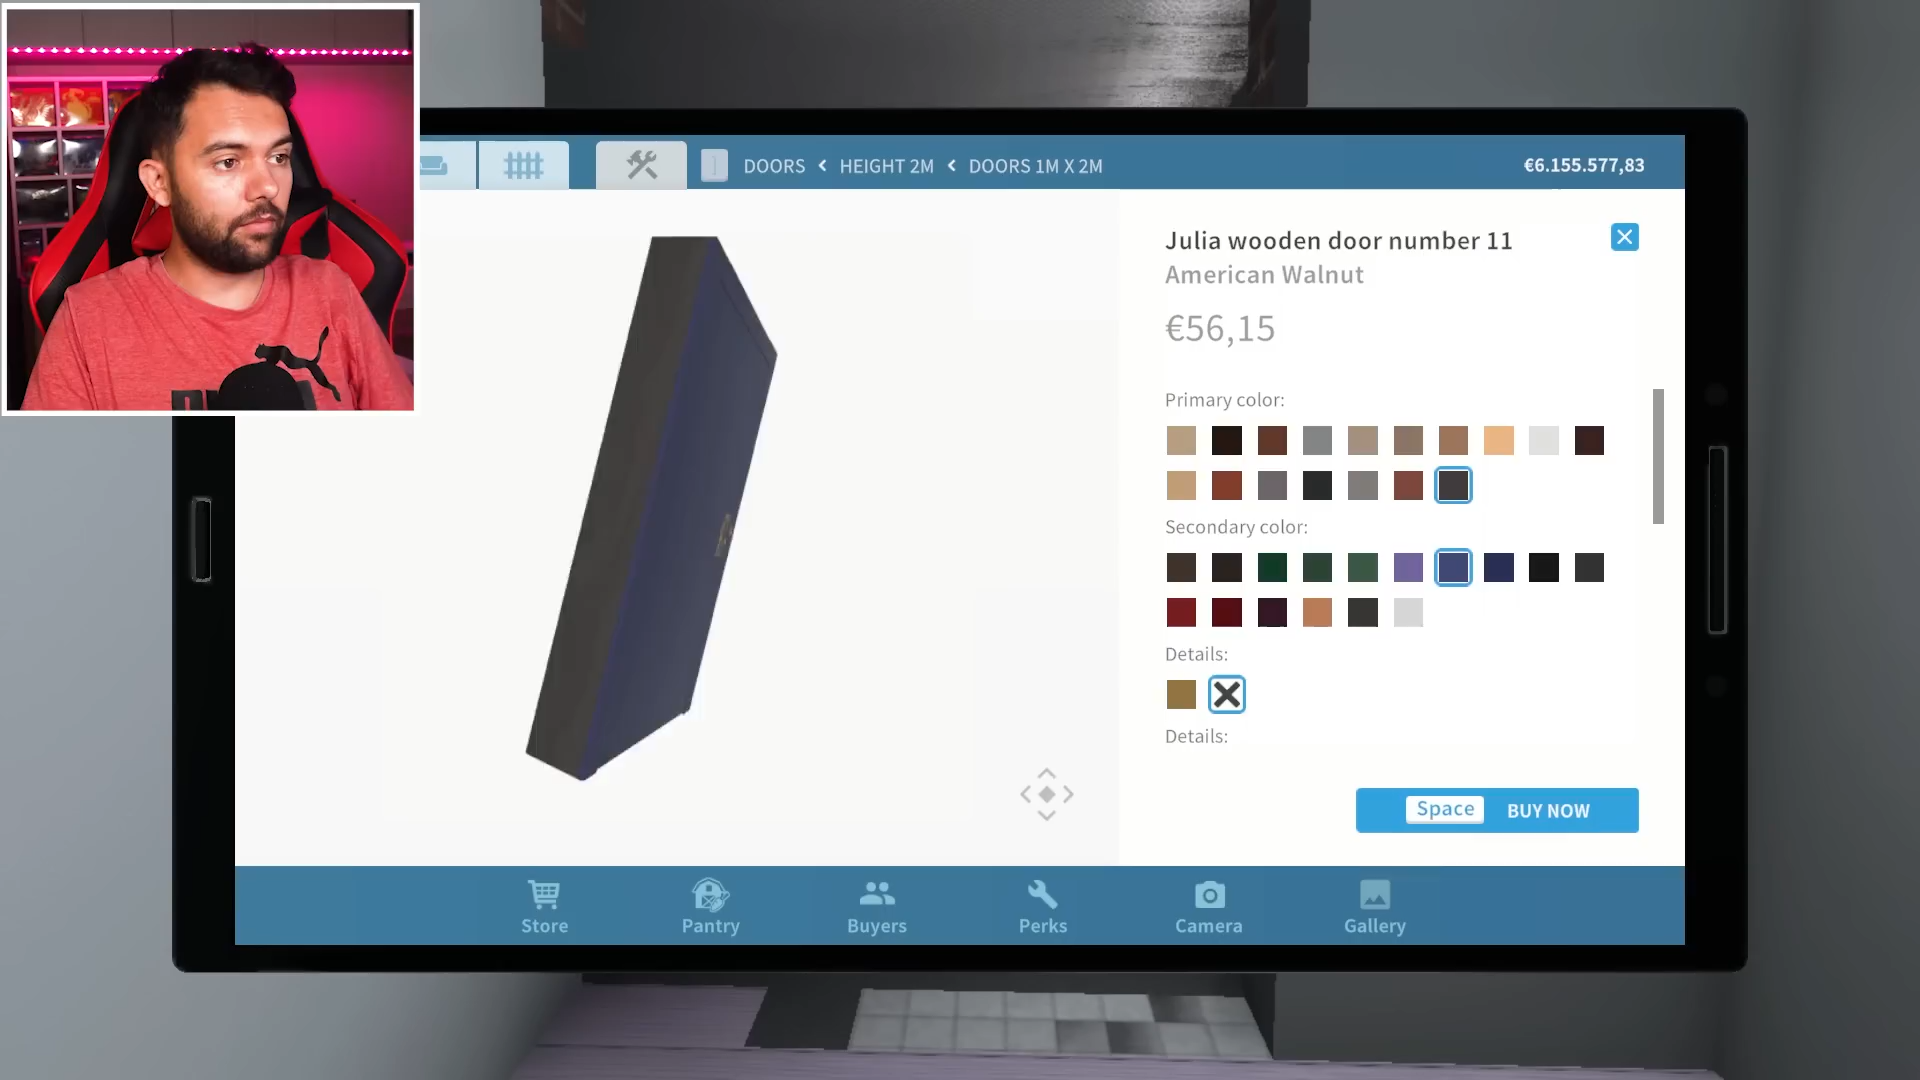 DOORS < HEIGHT 2M < DOORS 1M X 2M
€6.155.577,83
Julia wooden door number 11
American Walnut
€56,15
Primary color:
Secondary color:
Details:
Details:
Space BUY NOW
Store Pantry Buyers Perks Camera Gallery